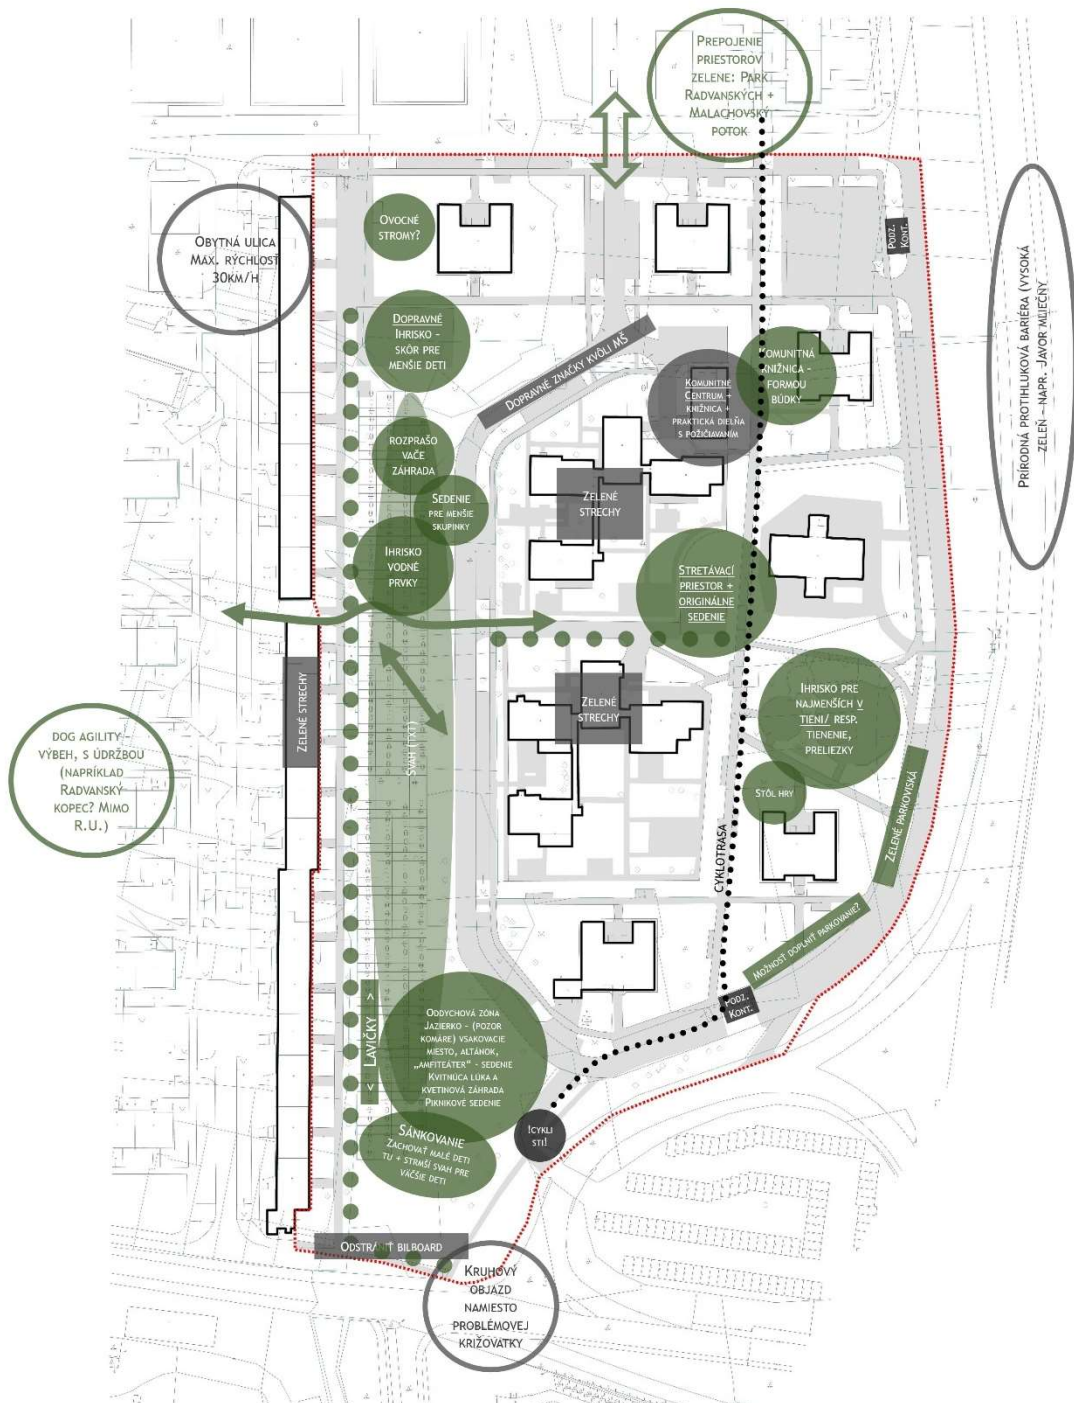 PREPOJENIE
PRIESTOROV
ZELENE: PARK
RADVANSKÝCH +
MALACHOVSKÝ
POTOK
OBYTNÁ ULICA
MAX. RÝCHLOSŤ
30KM/H
OVOCNÉ
STROMY?
PODZ.
KONT.
PRÍRODNÁ PROTIHLUKOVÁ BARIÉRA (VYSOKÁ
ZELEŇ - NAPR. JAVOR MLIEČNY
DOPRAVNÉ
IHRISKO -
SKÔR PRE
MENŠIE DETI
DOPRAVNÉ ZNAČKY KVÔLI MŠ
KOMUNITNÉ
CENTRUM +
KNIŽNICA +
PRAKTICKÁ DIELŇA
S POŽIČIAVANÍM
KOMUNITNÁ
KNIŽNICA -
FORMOU
BÚDKY
ROZPRAŠO
VAČE
ZÁHRADA
SEDENIE
PRE MENŠIE
SKUPINKY
ZELENÉ
STRECHY
IHRISKO
VODNÉ
PRVKY
STRETÁVACÍ
PRIESTOR +
ORIGINÁLNE
SEDENIE
ZELENÉ STRECHY
ZELENÉ
STRECHY
SVAH (TXT)
IHRISKO PRE
NAJMENŠÍCH V
TIENI/ RESP.
TIENENIE,
PRELIEZKY
DOG AGILITY -
VÝBEH, S ÚDRŽBOU
(NAPRÍKLAD
RADVANSKÝ
KOPEC? MIMO
R.U.)
STÔL HRY
ZELENÉ PARKOVISKÁ
CYKLOTRASA
MOŽNOSŤ DOPLNIŤ PARKOVANIE?
PODZ.
KONT.
< LAVIČKY >
ODDYCHOVÁ ZÓNA
JAZIERKO - (POZOR
KOMÁRE) VSAKOVACIE
MIESTO, ALTÁNOK,
„AMFITEÁTER“ - SEDENIE
KVITNÚCA LÚKA A
KVETINOVÁ ZÁHRADA
PIKNIKOVÉ SEDENIE
!CYKLI
STI!
SÁNKOVANIE
ZACHOVAŤ MALÉ DETI
TU + STRMŠÍ SVAH PRE
VÄČŠIE DETI
ODSTRÁNIŤ BILBOARD
KRUHOVÝ
OBJAZD
NAMIESTO
PROBLÉMOVEJ
KRIŽOVATKY